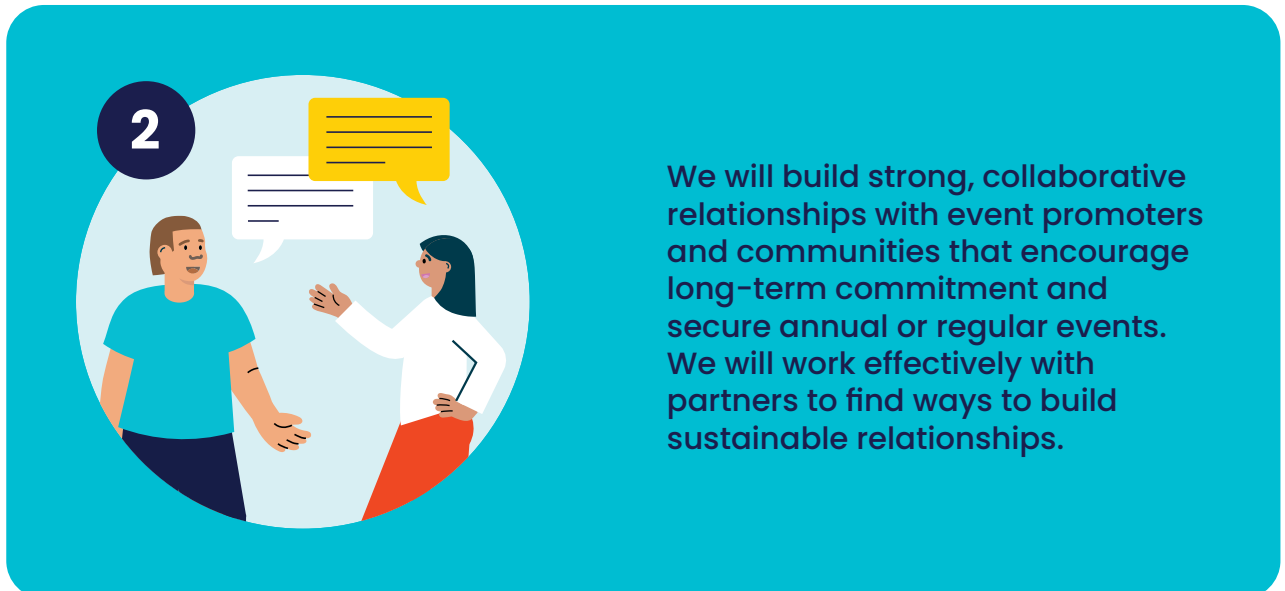 2
We will build strong, collaborative
relationships with event promoters
and communities that encourage
long-term commitment and
secure annual or regular events.
We will work effectively with
partners to find ways to build
sustainable relationships.